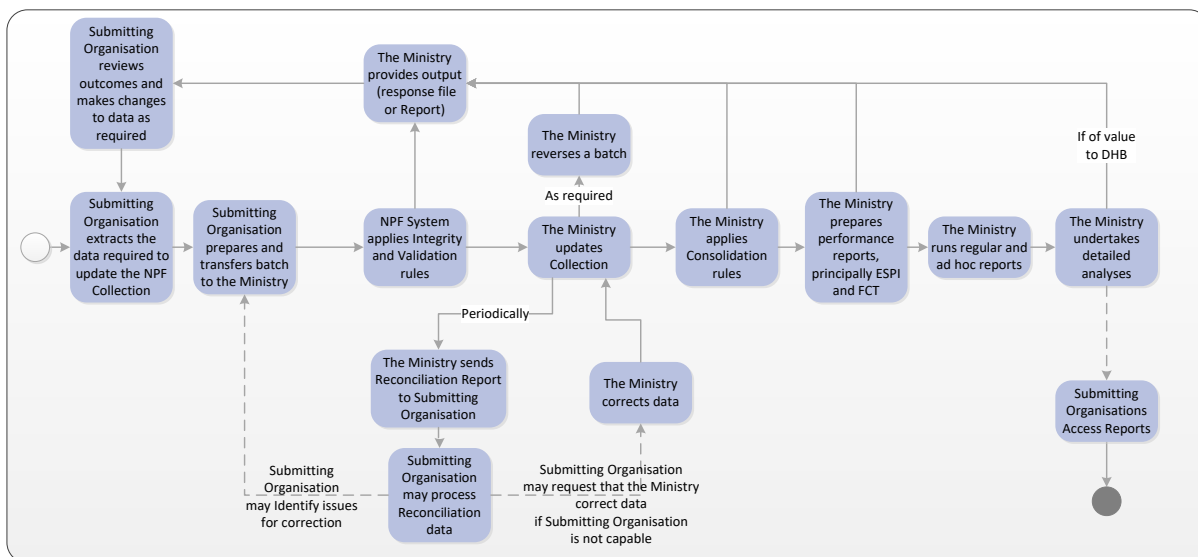 Submitting
Organisation
reviews
outcomes and
makes changes
to data as
required
The Ministry
provides output
(response file
or Report)
The Ministry
reverses a batch
If of value
to DHB
As required
Submitting
Organisation
extracts the
data required to
update the NPF
Collection
Submitting
Organisation
prepares and
transfers batch
to the Ministry
NPF System
applies Integrity
and Validation
rules
The Ministry
updates
Collection
The Ministry
applies
Consolidation
rules
The Ministry
prepares
performance
reports,
principally ESPI
and FCT
The Ministry
runs regular and
ad hoc reports
The Ministry
undertakes
detailed
analyses
Periodically
The Ministry sends
Reconciliation Report
to Submitting
Organisation
The Ministry
corrects data
Submitting
Organisations
Access Reports
Submitting
Organisation
may Identify issues
for correction
Submitting
Organisation
may process
Reconciliation
data
Submitting Organisation
may request that the Ministry
correct data
if Submitting Organisation
is not capable